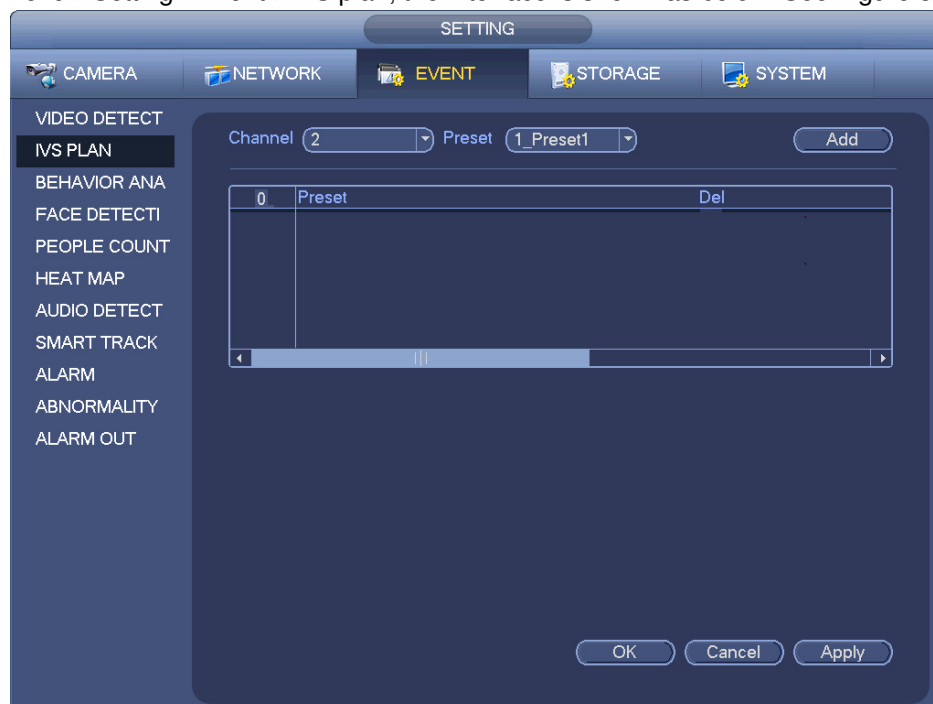 SETTING
CAMERA NETWORK EVENT STORAGE SYSTEM
VIDEO DETECT
IVS PLAN
BEHAVIOR ANA
FACE DETECTI
PEOPLE COUNT
HEAT MAP
AUDIO DETECT
SMART TRACK
ALARM
ABNORMALITY
ALARM OUT
Channel 2 Preset 1_Preset1 Add
0 Preset Del
OK Cancel Apply